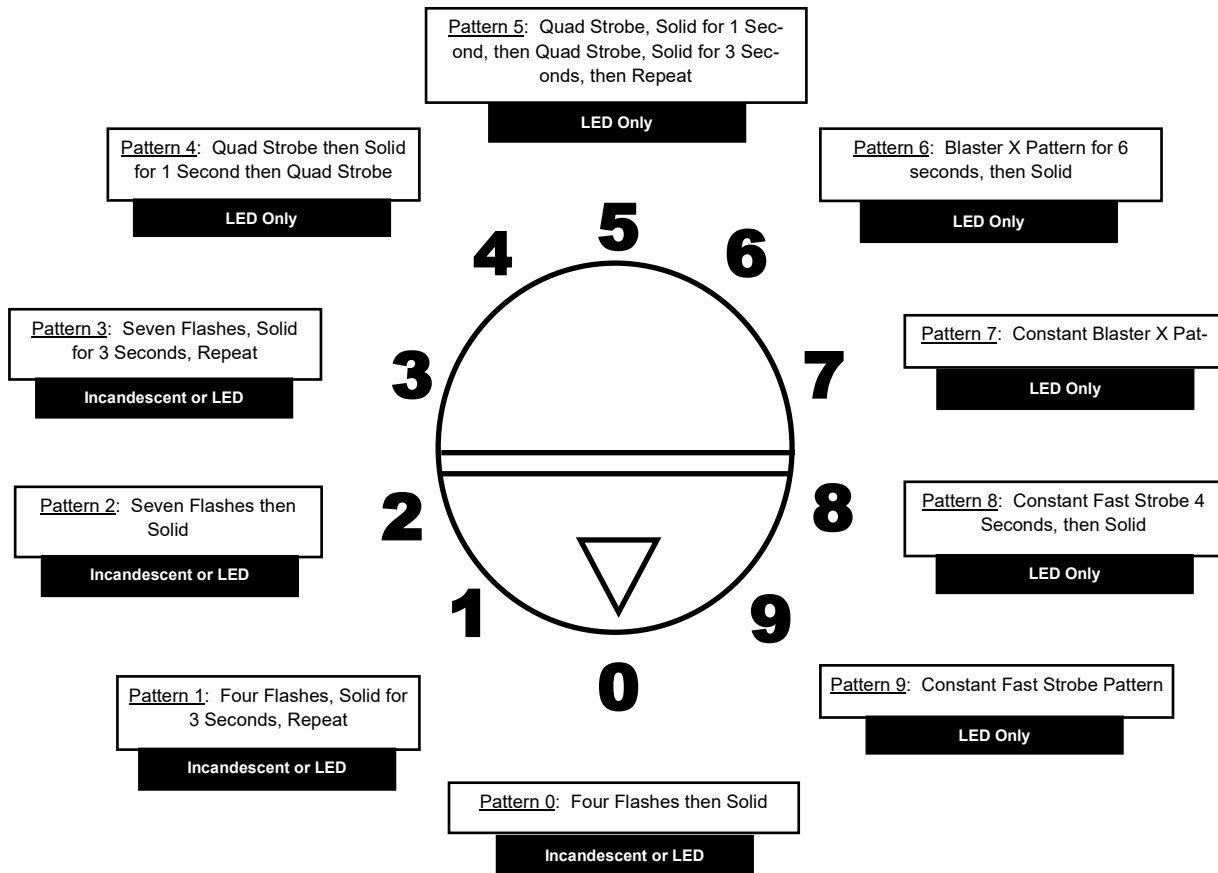 Pattern 5: Quad Strobe, Solid for 1 Sec-
ond, then Quad Strobe, Solid for 3 Sec-
onds, then Repeat
LED Only
Pattern 4: Quad Strobe then Solid
for 1 Second then Quad Strobe
LED Only
Pattern 6: Blaster X Pattern for 6
seconds, then Solid
LED Only
5
4
6
Pattern 3: Seven Flashes, Solid
for 3 Seconds, Repeat
Incandescent or LED
3
7
Pattern 7: Constant Blaster X Pat-
LED Only
Pattern 2: Seven Flashes then
Solid
Incandescent or LED
2
8
Pattern 8: Constant Fast Strobe 4
Seconds, then Solid
LED Only
1
9
0
Pattern 1: Four Flashes, Solid for
3 Seconds, Repeat
Incandescent or LED
Pattern 9: Constant Fast Strobe Pattern
LED Only
Pattern 0: Four Flashes then Solid
Incandescent or LED